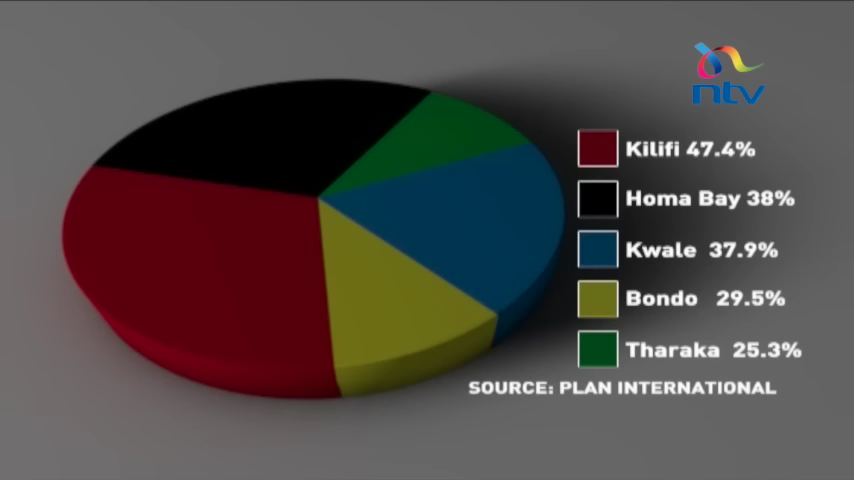 ntv
Kilifi 47.4%
Homa Bay 38%
Kwale 37.9%
Bondo 29.5%
Tharaka 25.3%
SOURCE: PLAN INTERNATIONAL